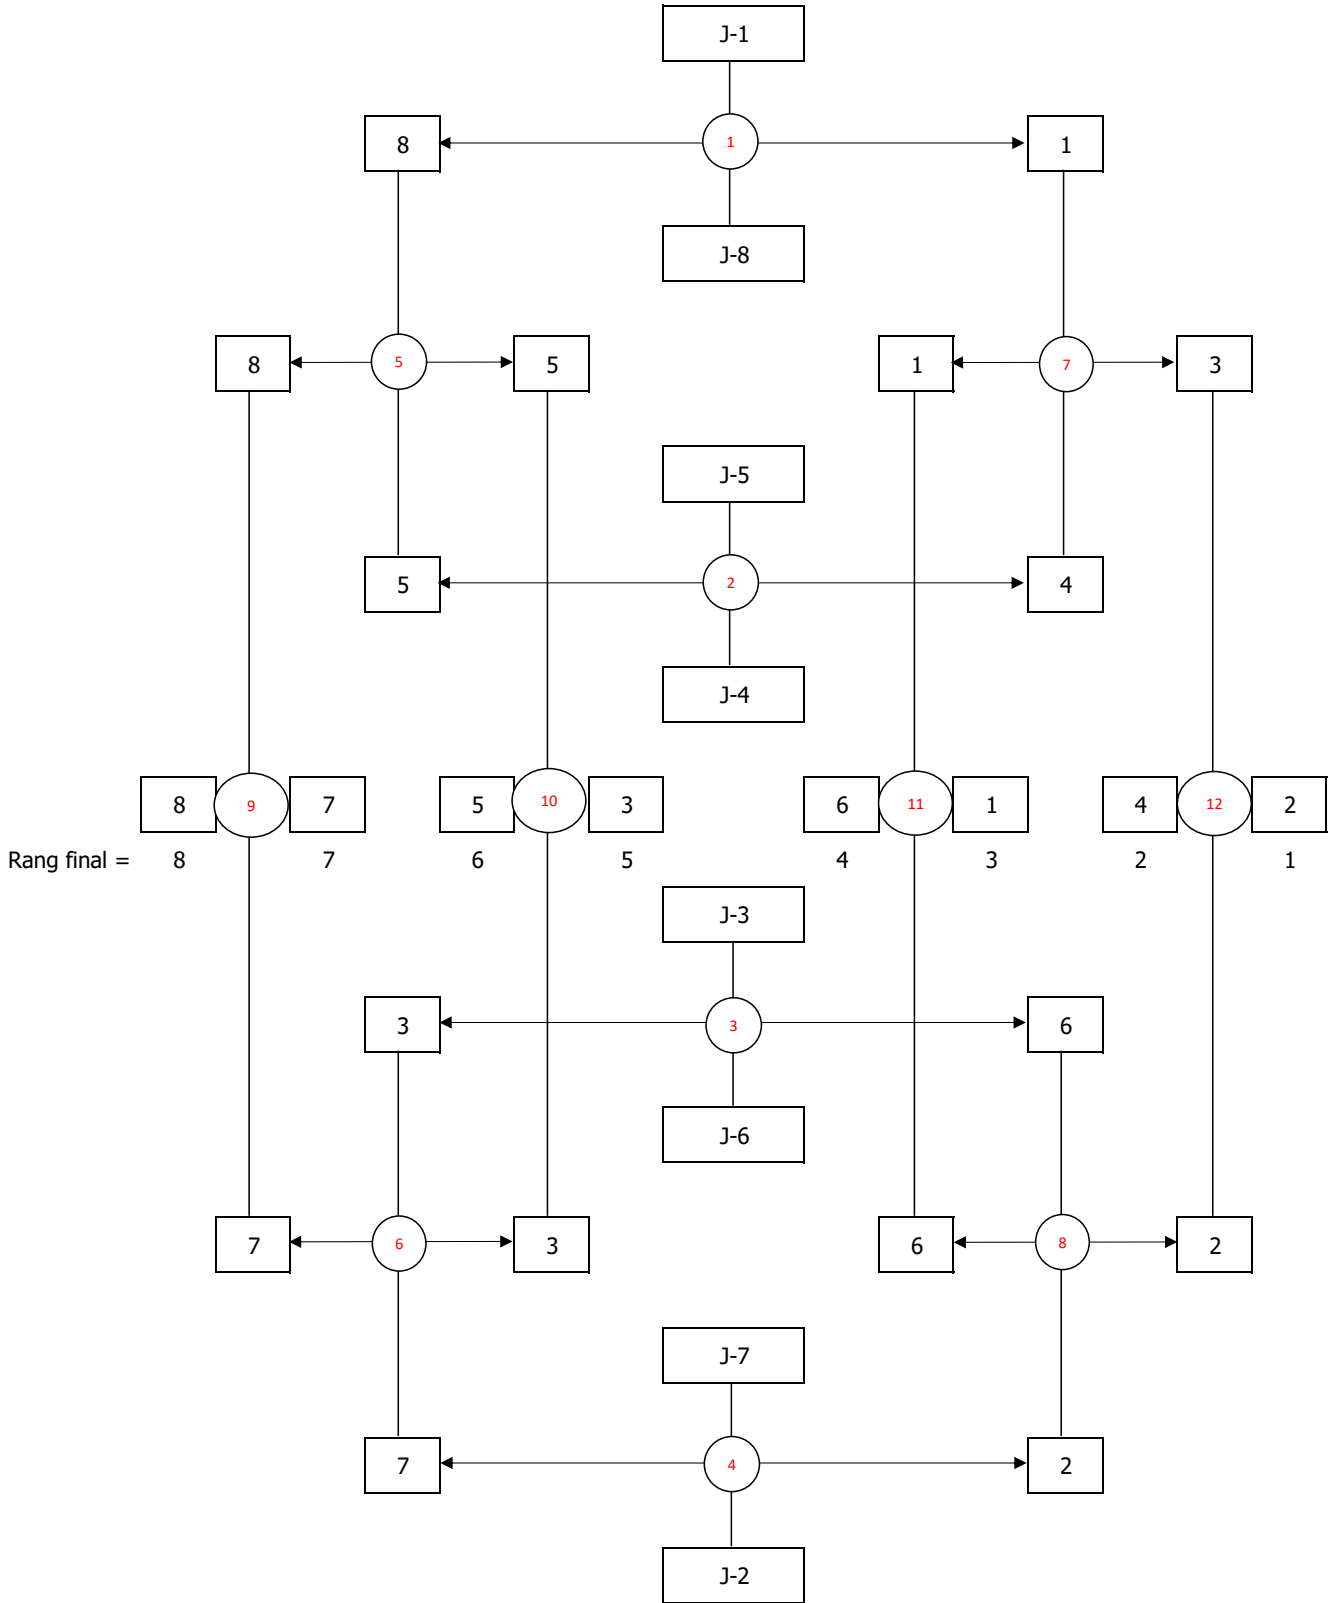 J-1
8 1 1
J-8
8 5 5 1 7 3
J-5
5 2 4
J-4
8 9 7 5 10 3 6 11 1 4 12 2
Rang final = 8 7 6 5 4 3 2 1
J-3
3 3 6
J-6
7 6 3 6 8 2
J-7
7 4 2
J-2